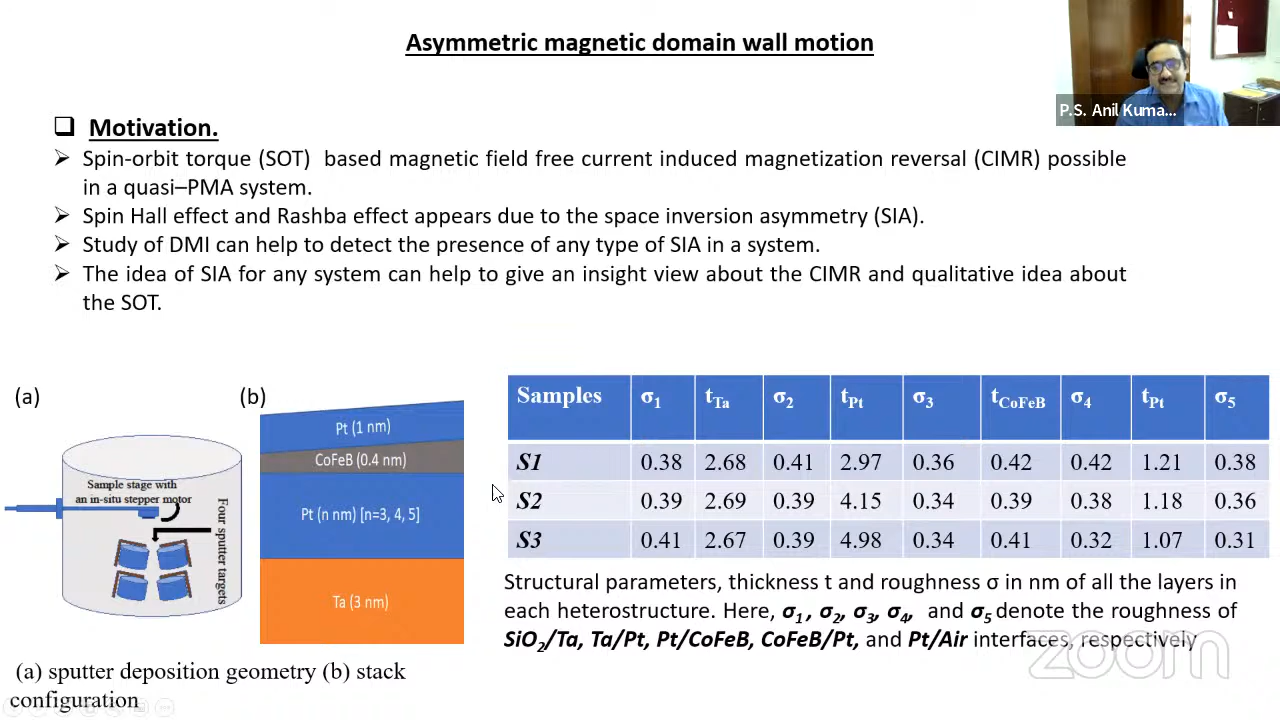 Asymmetric magnetic domain wall motion
P.S. Anil Kuma...
❑ Motivation.
➢ Spin-orbit torque (SOT) based magnetic field free current induced magnetization reversal (CIMR) possible
in a quasi–PMA system.
➢ Spin Hall effect and Rashba effect appears due to the space inversion asymmetry (SIA).
➢ Study of DMI can help to detect the presence of any type of SIA in a system.
➢ The idea of SIA for any system can help to give an insight view about the CIMR and qualitative idea about
the SOT.
(a)
Sample stage with
an in-situ stepper motor
Four sputter targets
(b)
Pt (1 nm)
CoFeB (0.4 nm)
Pt (n nm) [n=3, 4, 5]
Ta (3 nm)
(a) sputter deposition geometry (b) stack
configuration
Samples σ1 tTa σ2 tPt σ3 tCoFeB σ4 tPt σ5
S1 0.38 2.68 0.41 2.97 0.36 0.42 0.42 1.21 0.38
S2 0.39 2.69 0.39 4.15 0.34 0.39 0.38 1.18 0.36
S3 0.41 2.67 0.39 4.98 0.34 0.41 0.32 1.07 0.31
Structural parameters, thickness t and roughness σ in nm of all the layers in
each heterostructure. Here, σ1 , σ2, σ3, σ4, and σ5 denote the roughness of
SiO2/Ta, Ta/Pt, Pt/CoFeB, CoFeB/Pt, and Pt/Air interfaces, respectively
zoom